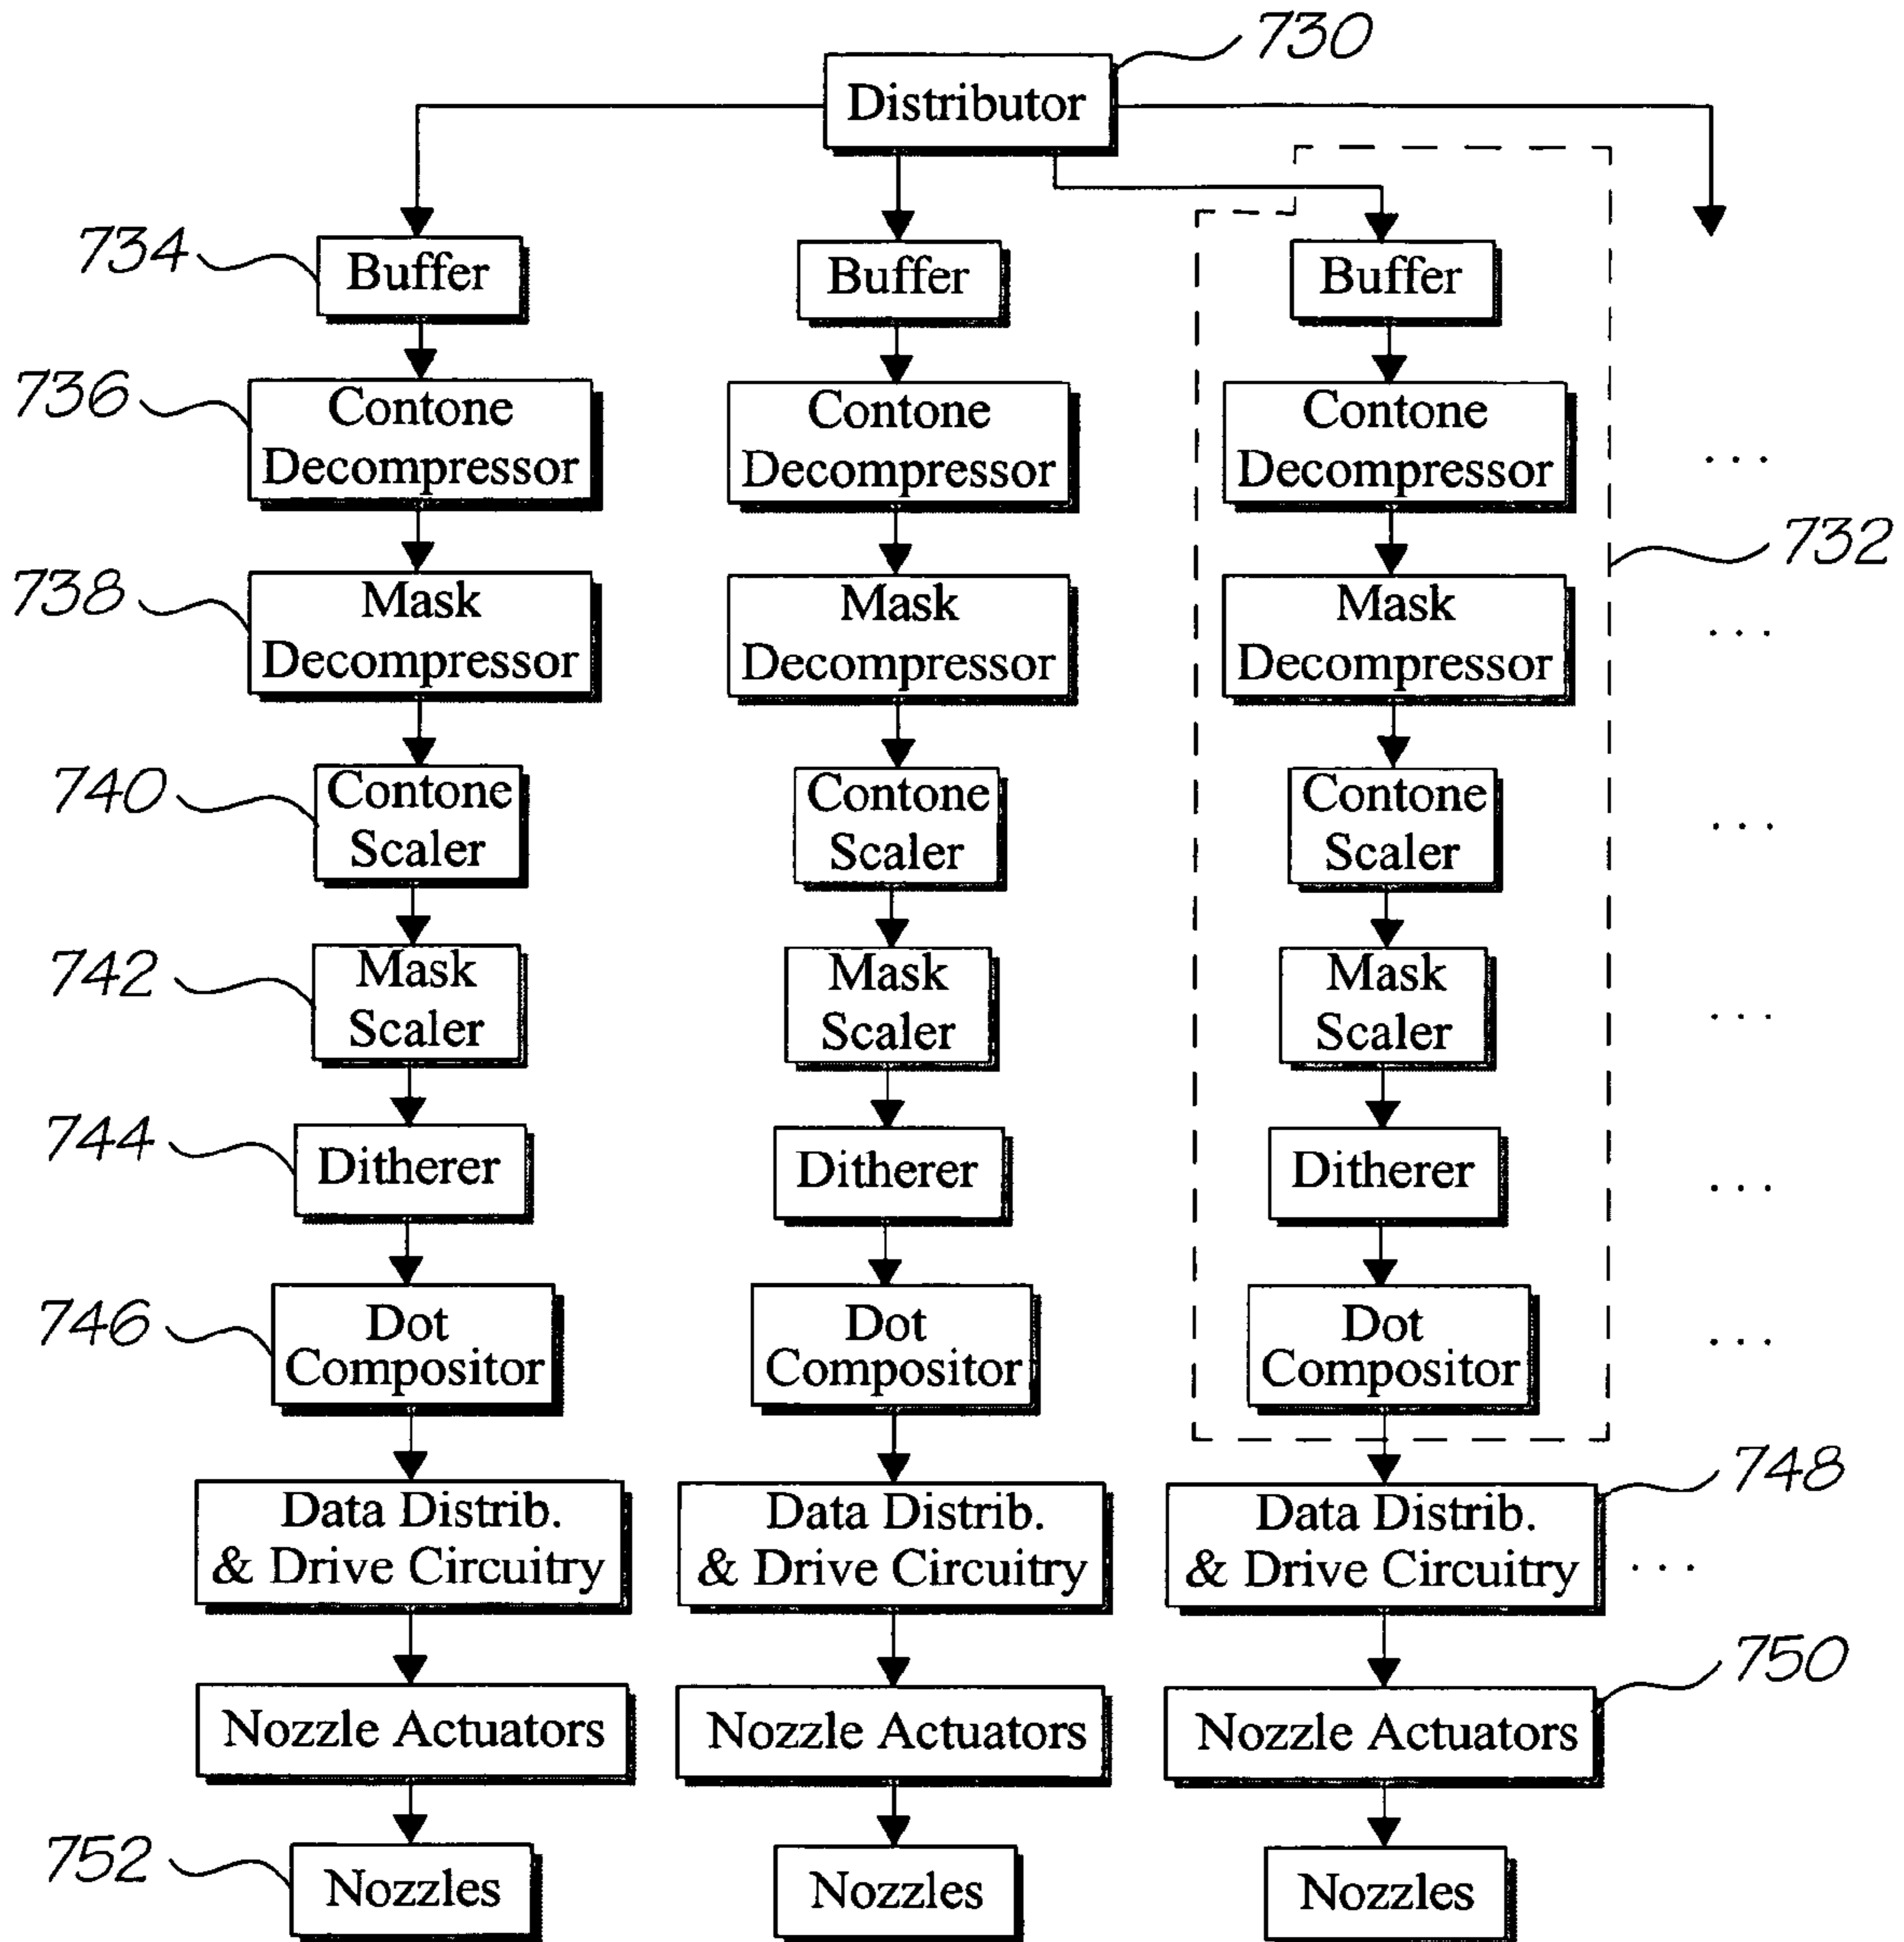 730
Distributor
734
Buffer
Buffer
Buffer
736
Contone
Decompressor
Contone
Decompressor
Contone
Decompressor
. . .
732
738
Mask
Decompressor
Mask
Decompressor
Mask
Decompressor
. . .
740
Contone
Scaler
Contone
Scaler
Contone
Scaler
. . .
742
Mask
Scaler
Mask
Scaler
Mask
Scaler
. . .
744
Ditherer
Ditherer
Ditherer
. . .
746
Dot
Compositor
Dot
Compositor
Dot
Compositor
. . .
748
Data Distrib.
& Drive Circuitry
Data Distrib.
& Drive Circuitry
Data Distrib.
& Drive Circuitry
. . .
750
Nozzle Actuators
Nozzle Actuators
Nozzle Actuators
752
Nozzles
Nozzles
Nozzles